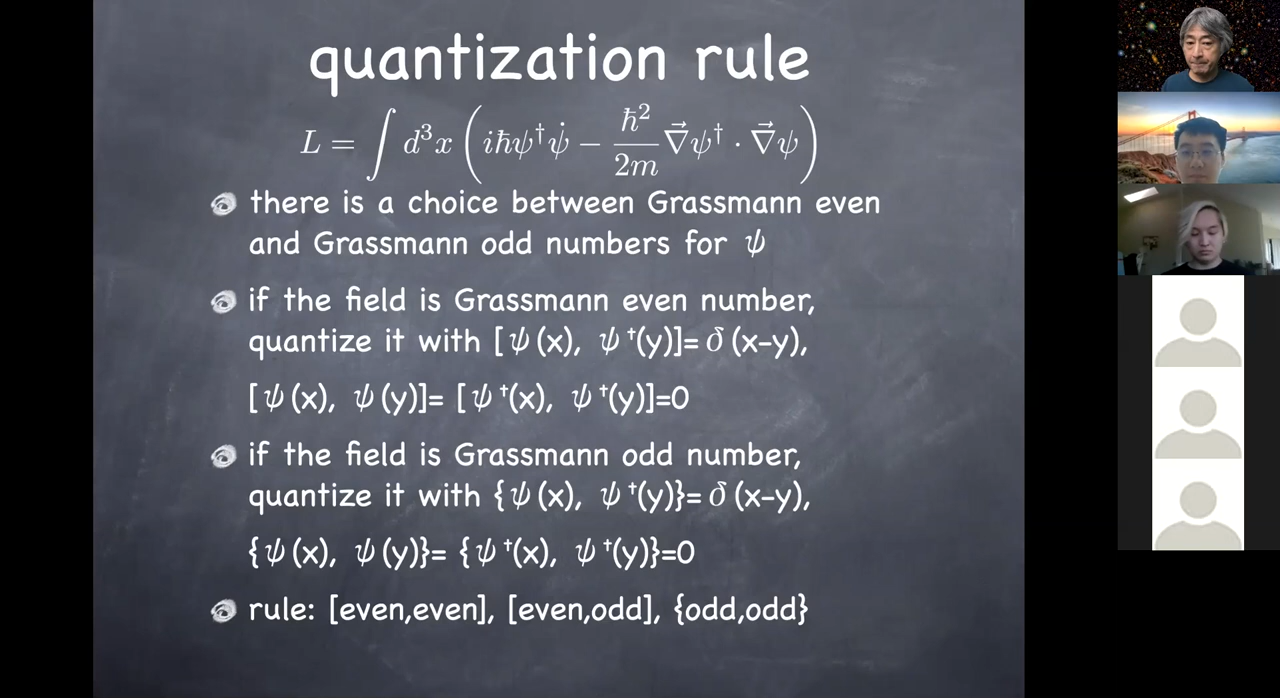 quantization rule
L = ∫ d³x ( iħψ†ψ̇ − ħ²/2m ∇⃗ψ† · ∇⃗ψ )
there is a choice between Grassmann even
and Grassmann odd numbers for ψ
if the field is Grassmann even number,
quantize it with [ψ(x), ψ†(y)]=δ(x-y),
[ψ(x), ψ(y)]= [ψ†(x), ψ†(y)]=0
if the field is Grassmann odd number,
quantize it with {ψ(x), ψ†(y)}=δ(x-y),
{ψ(x), ψ(y)}= {ψ†(x), ψ†(y)}=0
rule: [even,even], [even,odd], {odd,odd}